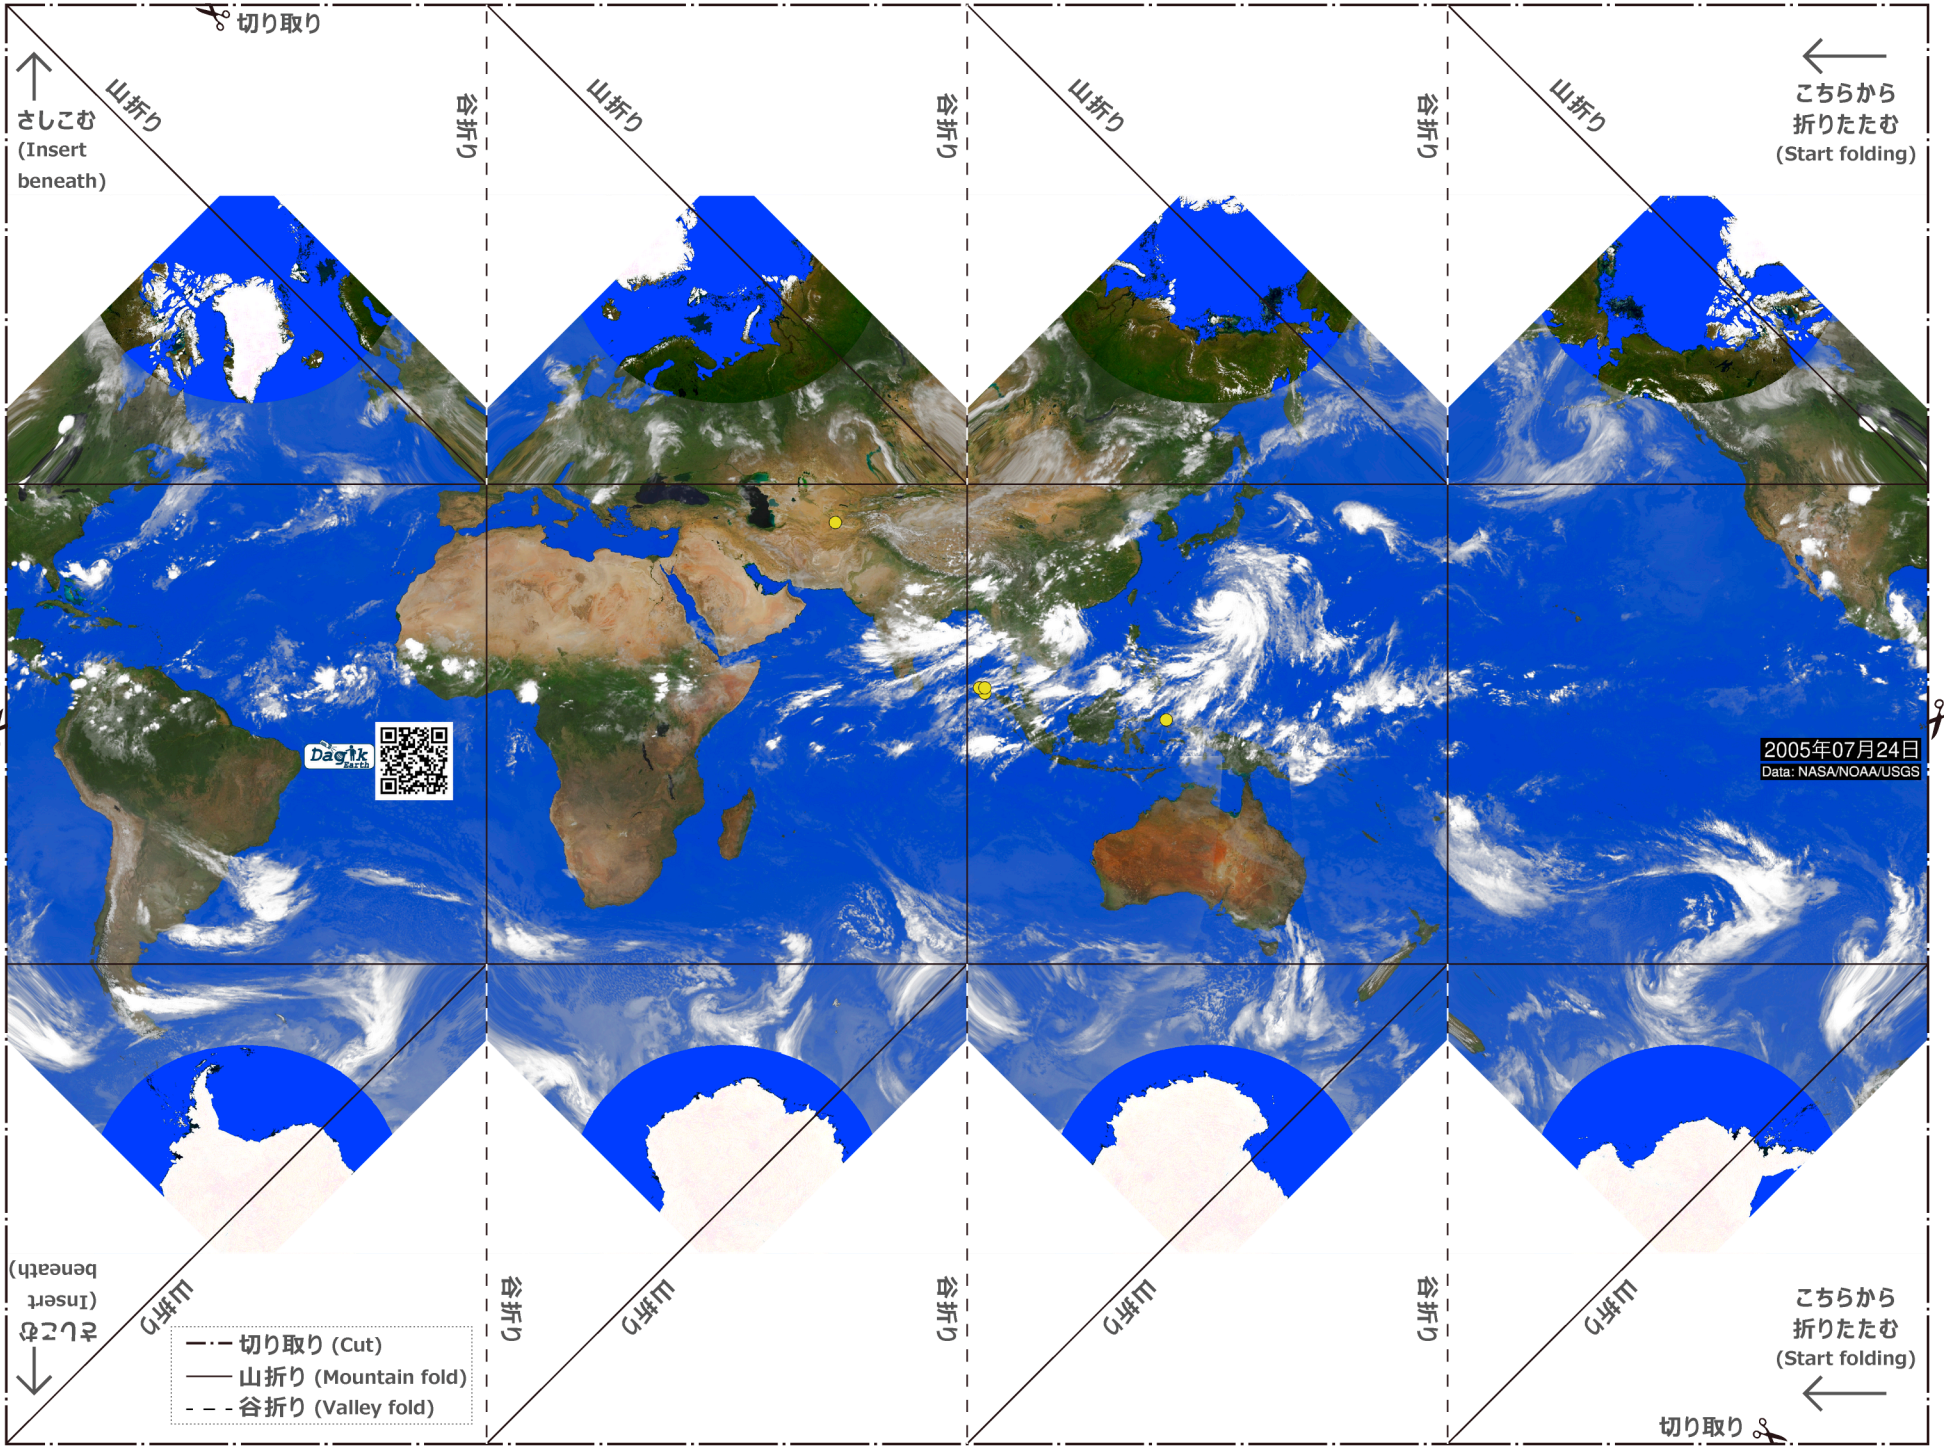 切り取り
山折り
谷折り
山折り
谷折り
山折り
谷折り
山折り
さしこむ
(Insert
beneath)
こちらから
折りたたむ
(Start folding)
Dagik
Earth
2005年07月24日
Data: NASA/NOAA/USGS
さしこむ
(Insert
beneath)
山折り
谷折り
山折り
谷折り
山折り
谷折り
山折り
こちらから
折りたたむ
(Start folding)
切り取り (Cut)
山折り (Mountain fold)
谷折り (Valley fold)
切り取り